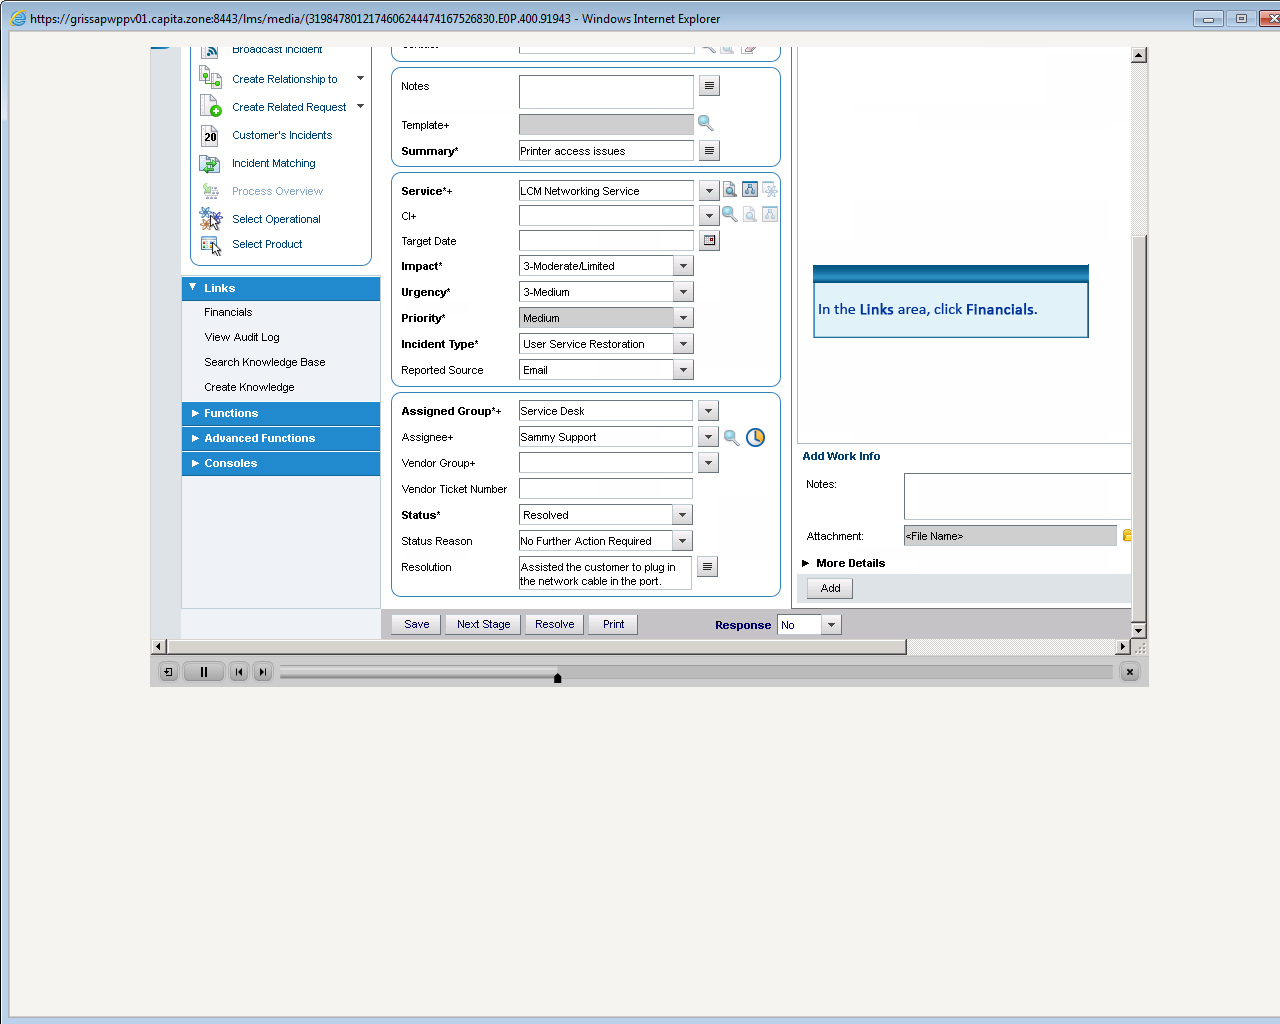 https://grissapwppv01.capita.zone:8443/lms/media/(3198478012174606244474167526830.E0P.400.91943 - Windows Internet Explorer
Broadcast Incident
Create Relationship to
Create Related Request
20 Customer's Incidents
Incident Matching
Process Overview
Select Operational
Select Product
Links
Financials
View Audit Log
Search Knowledge Base
Create Knowledge
Functions
Advanced Functions
Consoles
Notes
Template+
Summary* Printer access issues
Service*+ LCM Networking Service
CI+
Target Date
Impact* 3-Moderate/Limited
Urgency* 3-Medium
Priority* Medium
Incident Type* User Service Restoration
Reported Source Email
Assigned Group*+ Service Desk
Assignee+ Sammy Support
Vendor Group+
Vendor Ticket Number
Status* Resolved
Status Reason No Further Action Required
Resolution Assisted the customer to plug in
the network cable in the port.
Save Next Stage Resolve Print Response No
In the Links area, click Financials.
Add Work Info
Notes:
Attachment: <File Name>
More Details
Add